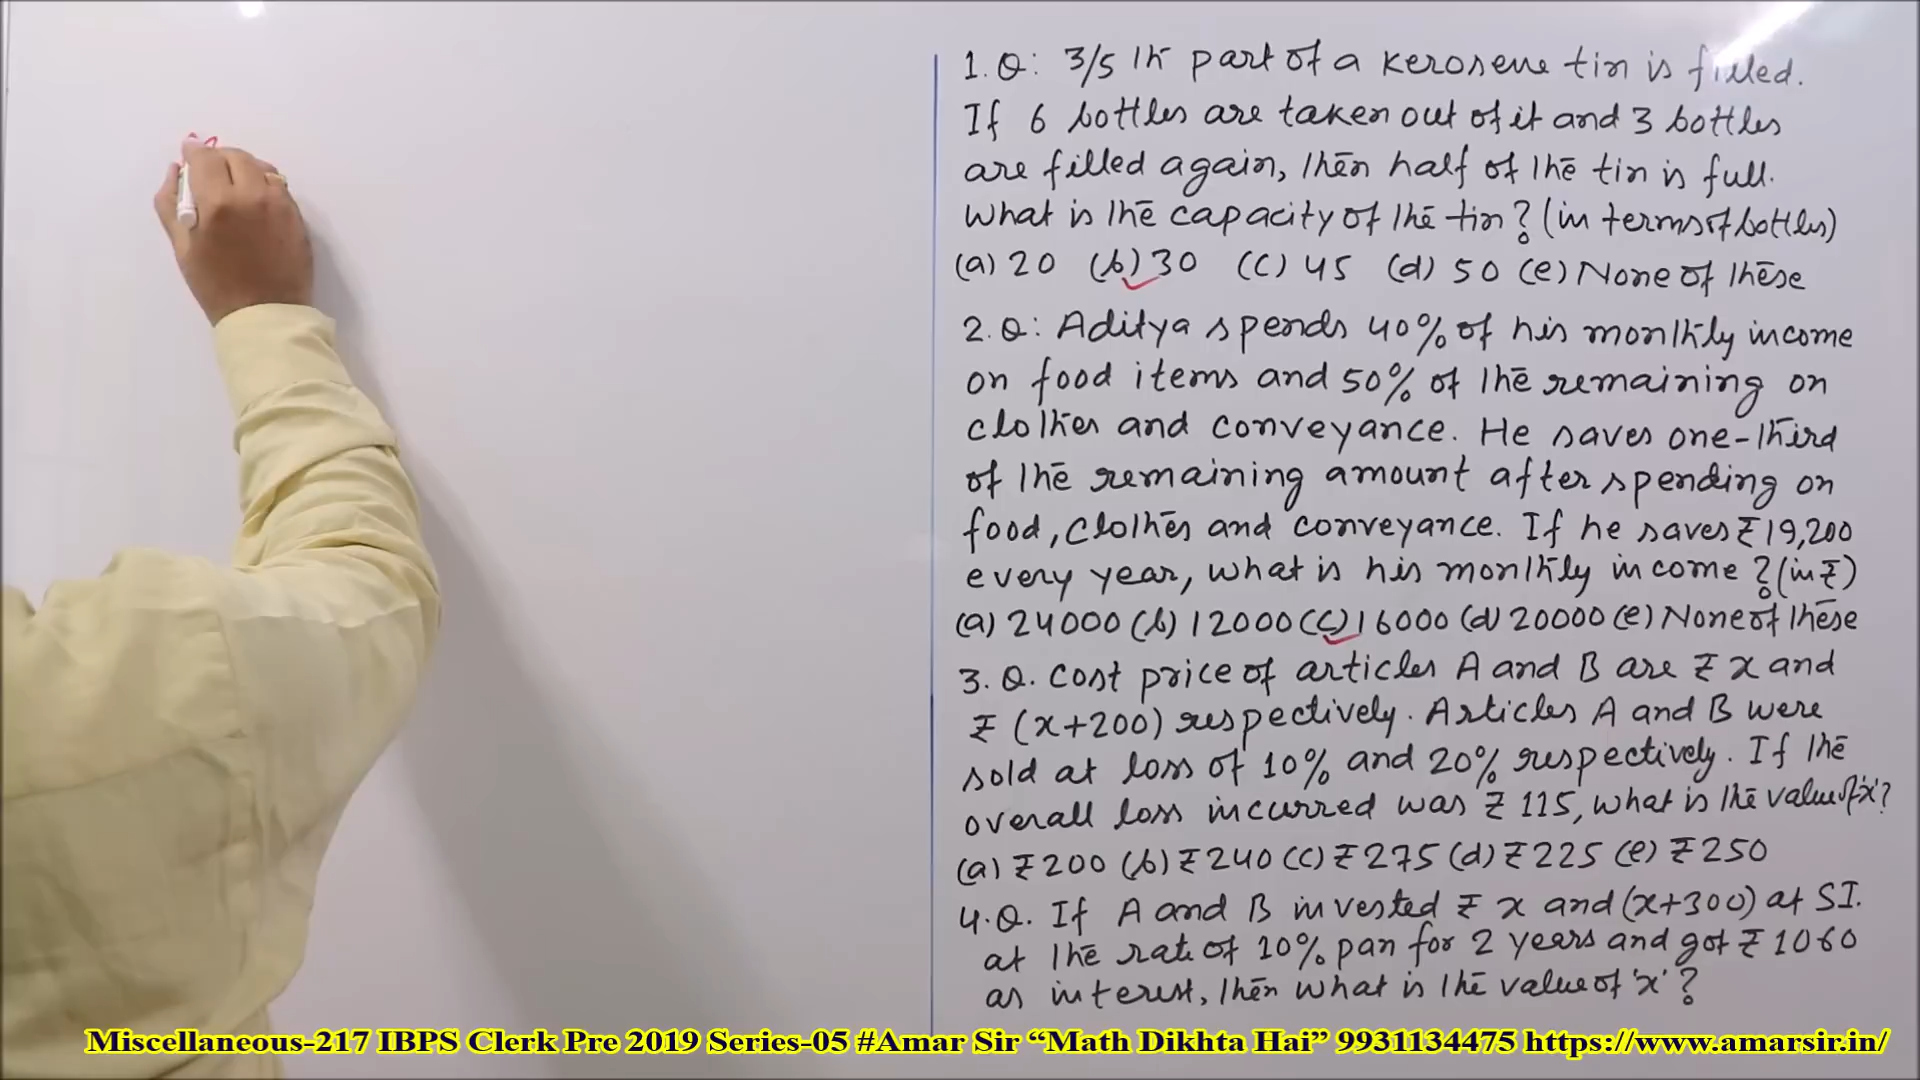 1. Q: 3/5 th part of a kerosene tin is filled.
If 6 bottles are taken out of it and 3 bottles
are filled again, then half of the tin is full.
What is the capacity of the tin? (in terms of bottles)
(a) 20 (b) 30 (c) 45 (d) 50 (e) None of these
2. Q: Aditya spends 40% of his monthly income
on food items and 50% of the remaining on
clothes and conveyance. He saves one-third
of the remaining amount after spending on
food, clothes and conveyance. If he saves ₹ 19,200
every year, what is his monthly income? (in ₹)
(a) 24000 (b) 12000 (c) 16000 (d) 20000 (e) None of these
3. Q. Cost price of articles A and B are ₹ x and
₹ (x+200) respectively. Articles A and B were
sold at loss of 10% and 20% respectively. If the
overall loss incurred was ₹ 115, what is the value of 'x'?
(a) ₹ 200 (b) ₹ 240 (c) ₹ 275 (d) ₹ 225 (e) ₹ 250
4. Q. If A and B invested ₹ x and (x+300) at SI.
at the rate of 10% pan for 2 years and got ₹ 1060
as interest, then what is the value of 'x'?
Miscellaneous-217 IBPS Clerk Pre 2019 Series-05 #Amar Sir “Math Dikhta Hai” 9931134475 https://www.amarsir.in/